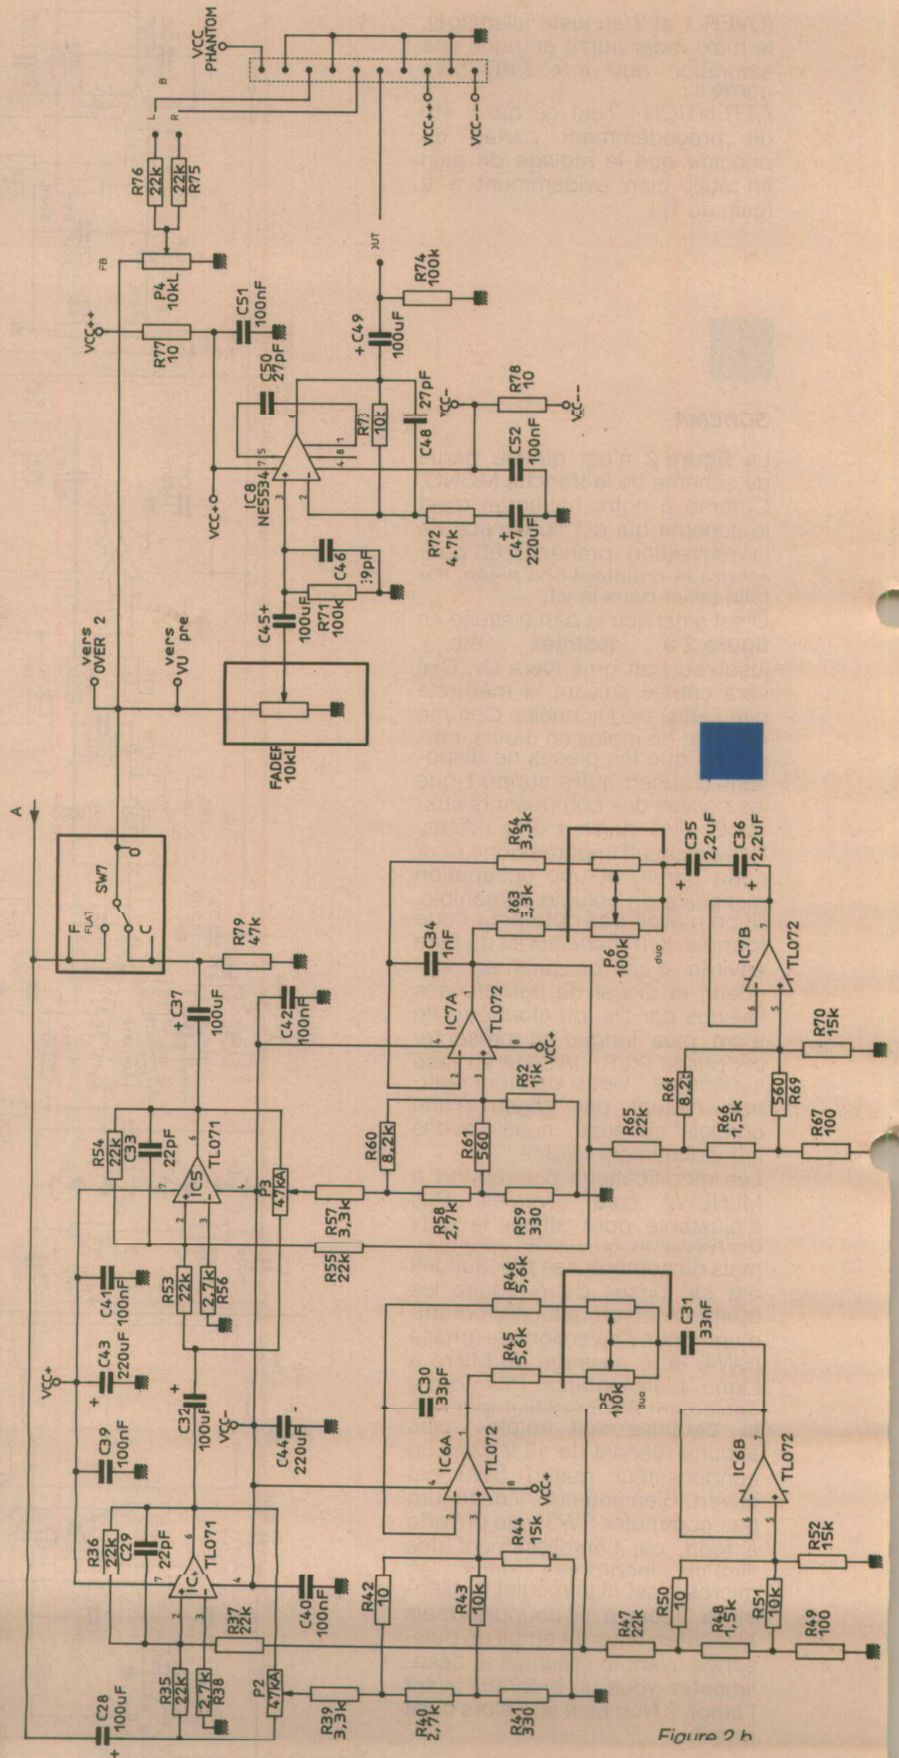 VCC
PHANTOM
B
L
R
R76
22k
22k
R75
VCC++
VCC--
FB
P4
10kL
VCC++
R77
10
C51
100nF
R74
100k
+ C49
100uF
C50
27pF
IC8
NE5534
VCC+
C48
27pF
R78
10
VCC--
C52
100nF
R72
4.7k
C47
220uF
C46
R71
100k
C45+
100uF
vers
OVER 2
vers
VU pre
FADER
10kL
A
SW7
F
FLAT
C
O
R79
47k
+ C37
100uF
C42
100nF
R54
22k
C33
22pF
IC5
TL071
P3
47kA
R53
22k
2,7k
R56
C41
100nF
C43
220uF
VCC+
C39
100nF
C32
100uF
VCC-
C44
220uF
R36
22k
C29
22pF
TL071
C40
100nF
R37
22k
R35
22k
2,7k
R38
P2
47kA
C28
100uF
R57
3,3k
R55
22k
R60
8,2k
R58
2,7k
R61
560
R59
330
C34
1nF
IC7A
TL072
VCC+
R64
3,3k
P6
100k
duo
C35
2,2uF
C36
2,2uF
IC7B
TL072
R65
22k
R66
1,5k
560
R69
R67
100
R70
15k
R46
5,6k
R45
5,6k
P5
duo
C31
33nF
C30
33pF
IC6A
TL072
VCC+
R44
15k
R42
10
R43
10k
R39
3,3k
R40
2,7k
R41
330
IC6B
TL072
R47
22k
R50
10
R48
1,5k
R51
10k
R49
100
R52
15k
Figure 2 b